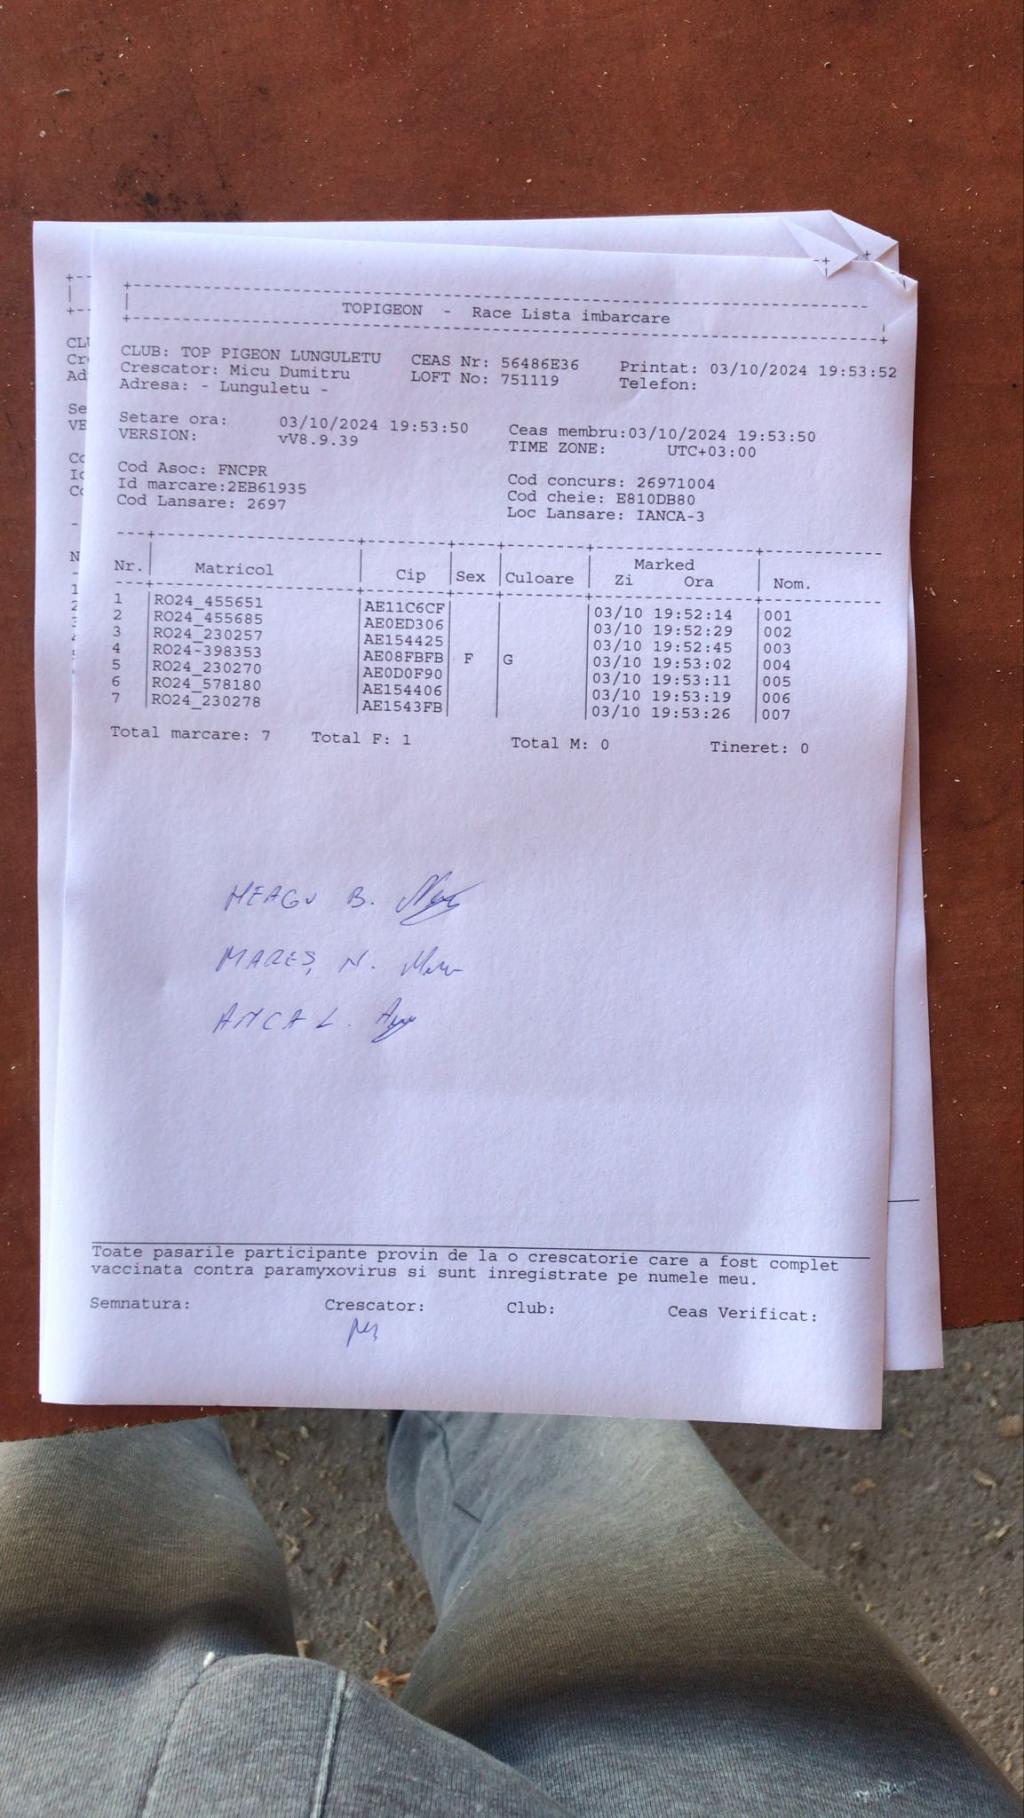 TOPIGEON - Race Lista imbarcare
CLUB: TOP PIGEON LUNGULETU CEAS Nr: 56486E36 Printat: 03/10/2024 19:53:52
Crescator: Micu Dumitru LOFT No: 751119 Telefon:
Adresa: - Lunguletu -
Setare ora: 03/10/2024 19:53:50 Ceas membru:03/10/2024 19:53:50
VERSION: vV8.9.39 TIME ZONE: UTC+03:00
Cod Asoc: FNCPR Cod concurs: 26971004
Id marcare:2EB61935 Cod cheie: E810DB80
Cod Lansare: 2697 Loc Lansare: IANCA-3
Nr. Matricol Cip Sex Culoare Marked Zi Ora Nom.
1 RO24_455651 AE11C6CF 03/10 19:52:14 001
2 RO24_455685 AE0ED306 03/10 19:52:29 002
3 RO24_230257 AE154425 03/10 19:52:45 003
4 RO24-398353 AE08FBFB F G 03/10 19:53:02 004
5 RO24_230270 AE0D0F90 03/10 19:53:11 005
6 RO24_578180 AE154406 03/10 19:53:19 006
7 RO24_230278 AE1543FB 03/10 19:53:26 007
Total marcare: 7 Total F: 1 Total M: 0 Tineret: 0
NEAGU B.
MAREȘ N.
ANCA L.
Toate pasarile participante provin de la o crescatorie care a fost complet
vaccinata contra paramyxovirus si sunt inregistrate pe numele meu.
Semnatura: Crescator: Club: Ceas Verificat: